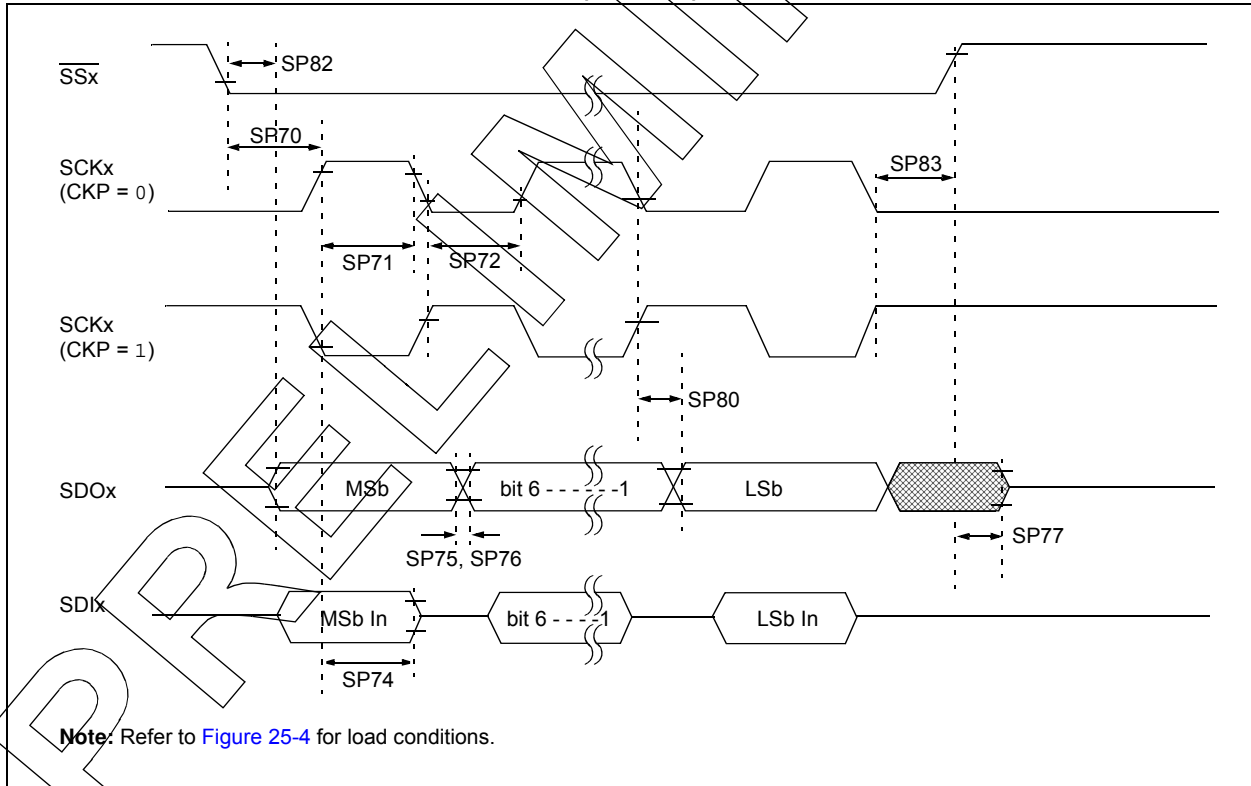 SSx
SP82
SP70
SCKx
(CKP = 0)
SP83
SP71
SP72
SCKx
(CKP = 1)
SP80
SDOx
MSb
bit 6 - - - - - -1
LSb
SP75, SP76
SP77
SDIx
MSb In
bit 6 - - - -1
LSb In
SP74
Note: Refer to Figure 25-4 for load conditions.
PRELIMIN